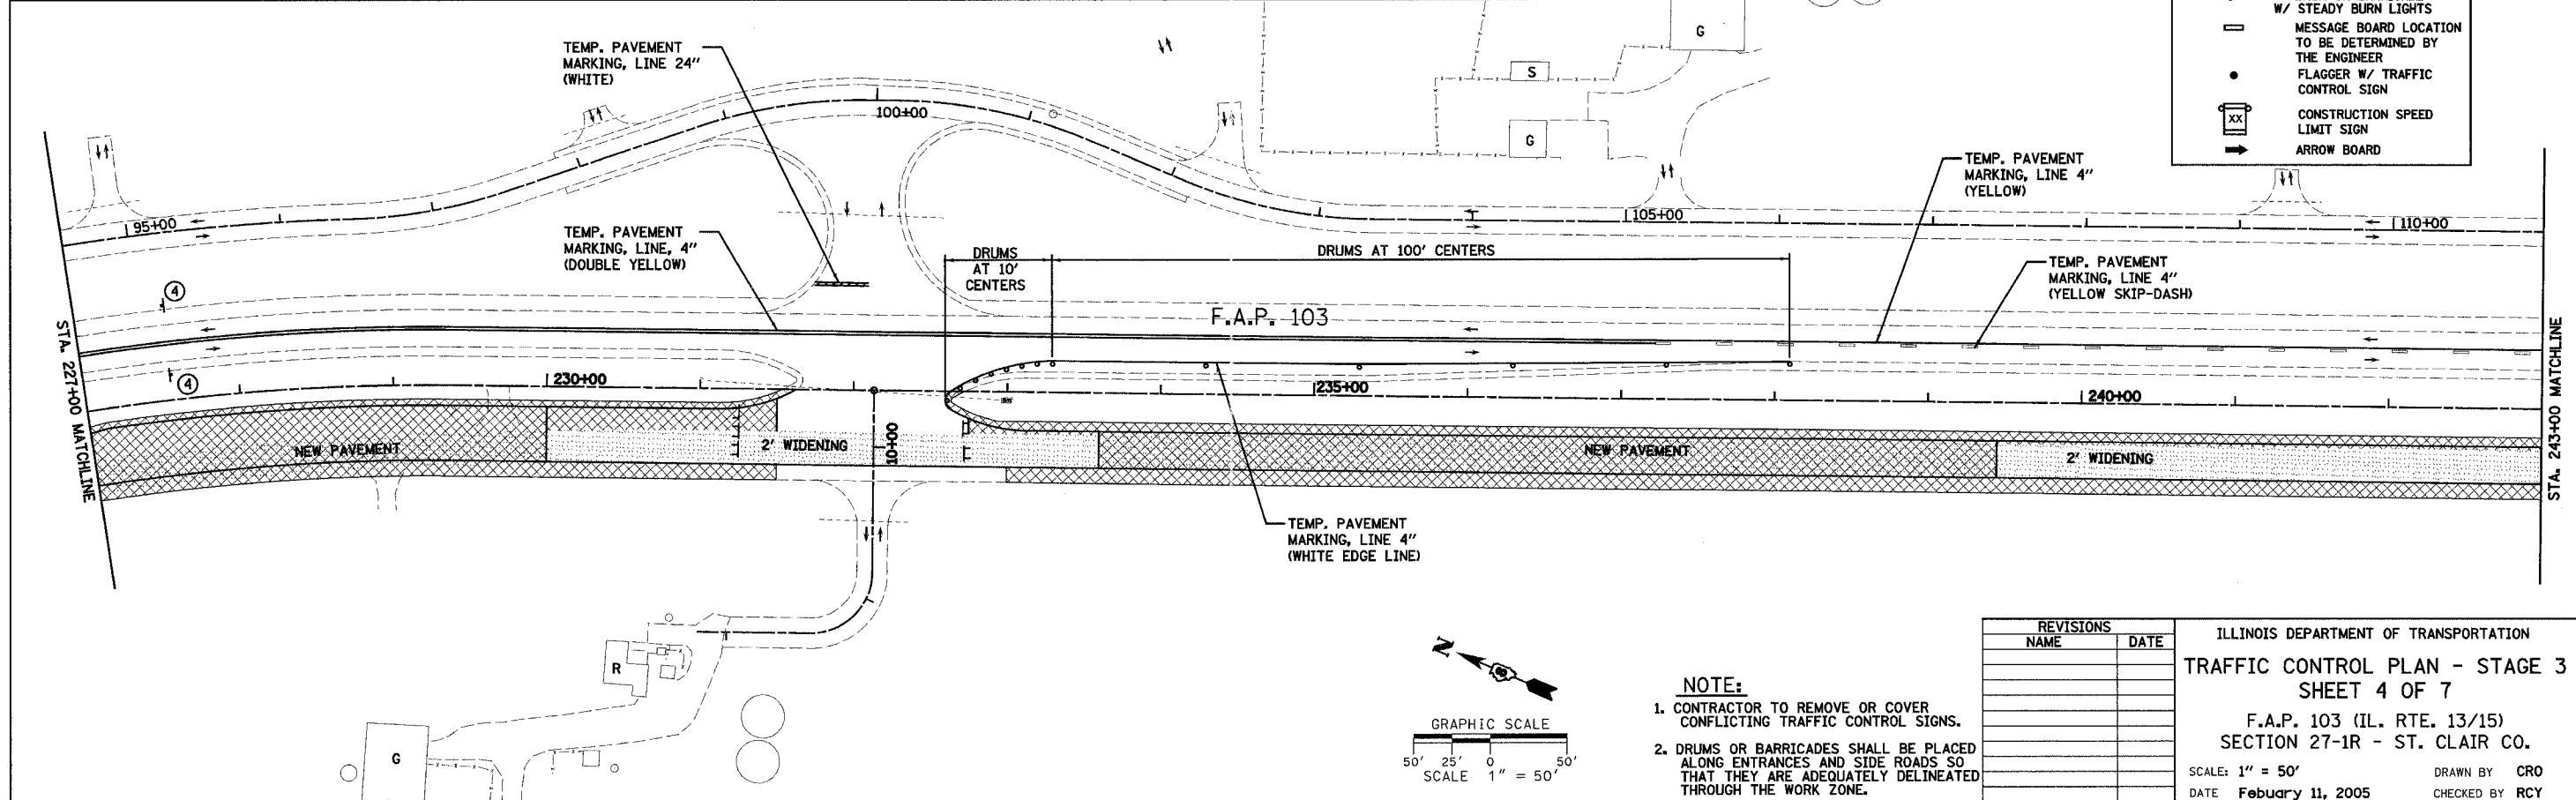 W/ STEADY BURN LIGHTS
MESSAGE BOARD LOCATION
TO BE DETERMINED BY
THE ENGINEER
FLAGGER W/ TRAFFIC
CONTROL SIGN
XX
CONSTRUCTION SPEED
LIMIT SIGN
ARROW BOARD
TEMP. PAVEMENT
MARKING, LINE 24"
(WHITE)
G
S
G
100+00
TEMP. PAVEMENT
MARKING, LINE 4"
(YELLOW)
95+00
105+00
110+00
TEMP. PAVEMENT
MARKING, LINE, 4"
(DOUBLE YELLOW)
DRUMS
AT 10'
CENTERS
DRUMS AT 100' CENTERS
TEMP. PAVEMENT
MARKING, LINE 4"
(YELLOW SKIP-DASH)
4
F.A.P. 103
STA. 227+00 MATCHLINE
STA. 243+00 MATCHLINE
4
230+00
235+00
240+00
NEW PAVEMENT
2' WIDENING
10+00
NEW PAVEMENT
2' WIDENING
TEMP. PAVEMENT
MARKING, LINE 4"
(WHITE EDGE LINE)
R
G
N
GRAPHIC SCALE
50' 25' 0 50'
SCALE 1" = 50'
NOTE:
1. CONTRACTOR TO REMOVE OR COVER
CONFLICTING TRAFFIC CONTROL SIGNS.
2. DRUMS OR BARRICADES SHALL BE PLACED
ALONG ENTRANCES AND SIDE ROADS SO
THAT THEY ARE ADEQUATELY DELINEATED
THROUGH THE WORK ZONE.
REVISIONS
NAME DATE
ILLINOIS DEPARTMENT OF TRANSPORTATION
TRAFFIC CONTROL PLAN - STAGE 3
SHEET 4 OF 7
F.A.P. 103 (IL. RTE. 13/15)
SECTION 27-1R - ST. CLAIR CO.
SCALE: 1" = 50' DRAWN BY CRO
DATE Febuary 11, 2005 CHECKED BY RCY